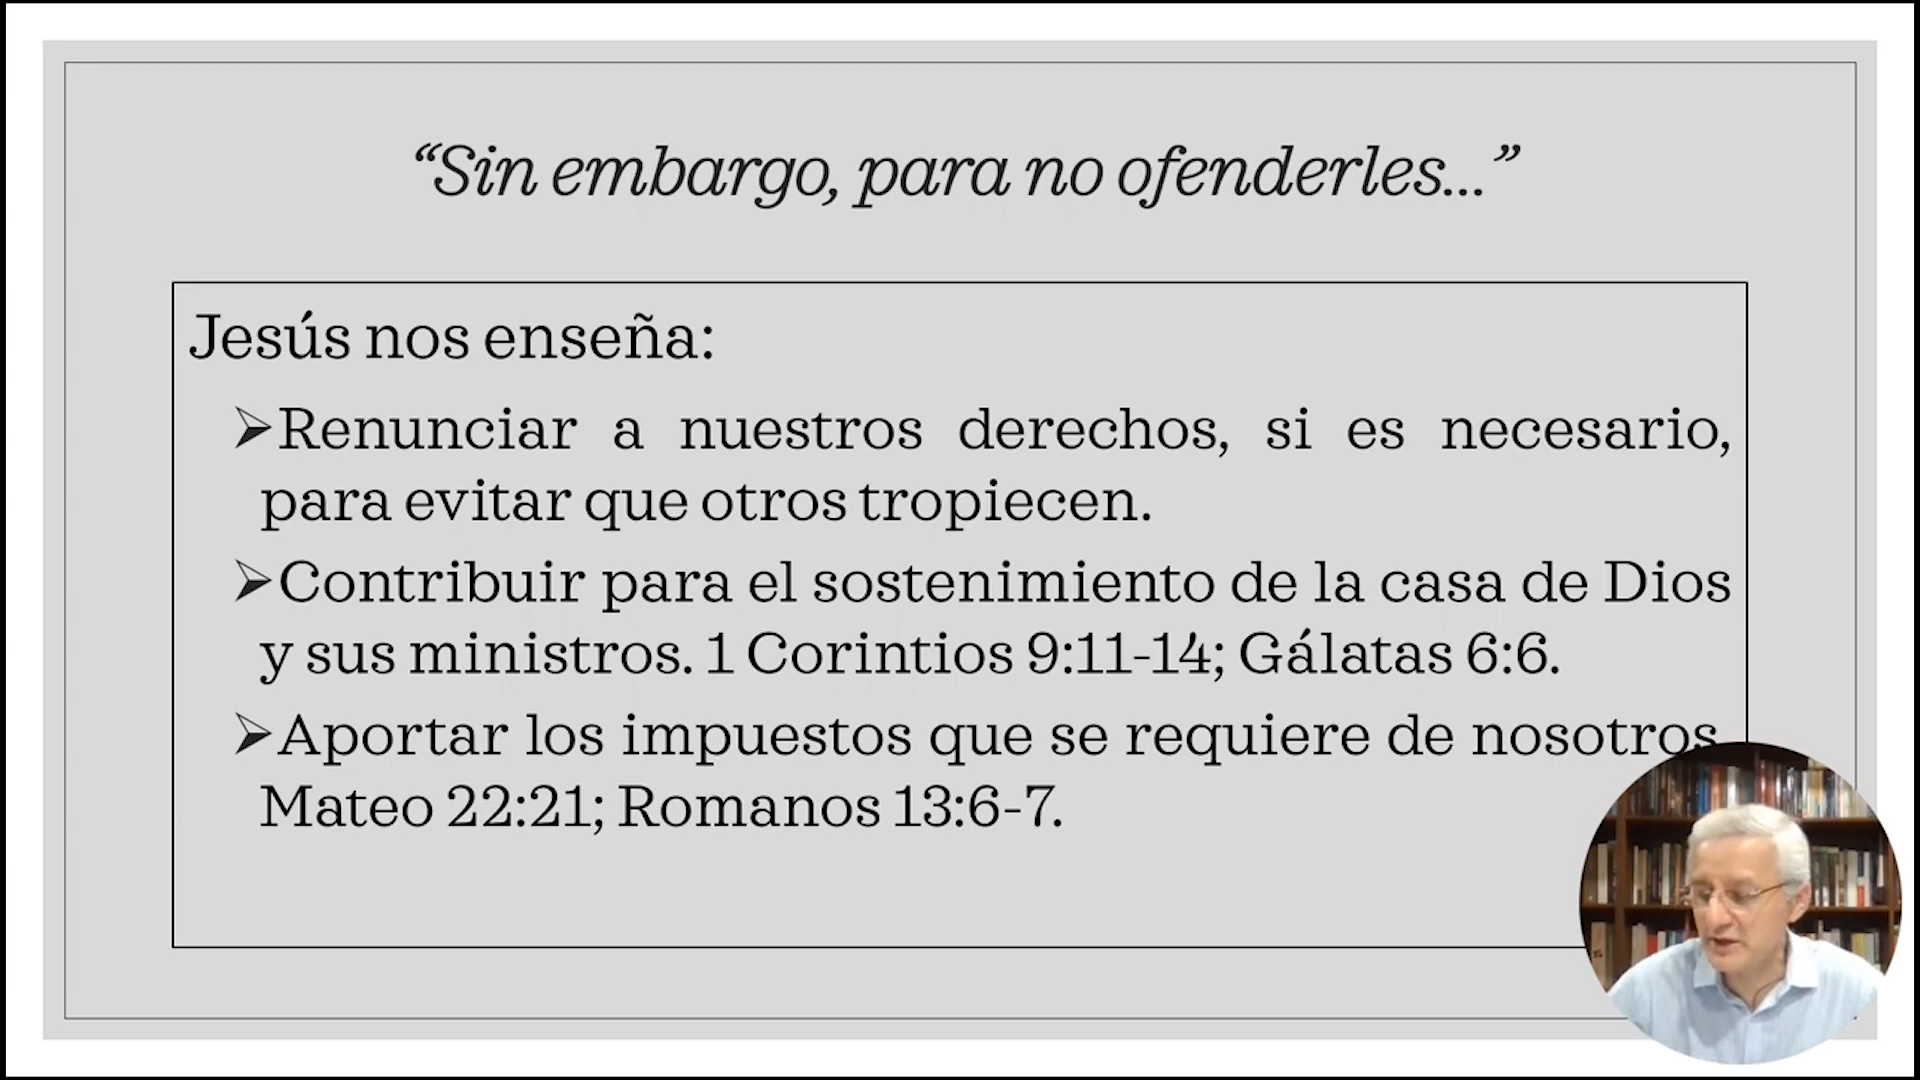 “Sin embargo, para no ofenderles...”
Jesús nos enseña:
➢Renunciar a nuestros derechos, si es necesario,
para evitar que otros tropiecen.
➢Contribuir para el sostenimiento de la casa de Dios
y sus ministros. 1 Corintios 9:11-14; Gálatas 6:6.
➢Aportar los impuestos que se requiere de nosotros
Mateo 22:21; Romanos 13:6-7.